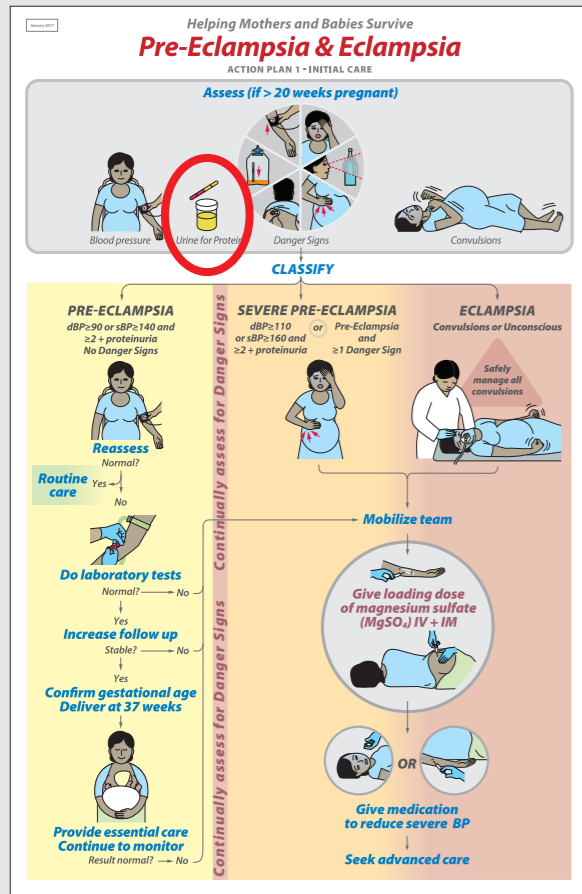 January 2017
Helping Mothers and Babies Survive
Pre-Eclampsia & Eclampsia
ACTION PLAN 1 - INITIAL CARE
Assess (if > 20 weeks pregnant)
Blood pressure
Urine for Protein
Danger Signs
Convulsions
CLASSIFY
PRE-ECLAMPSIA
dBP≥90 or sBP≥140 and
≥2 + proteinuria
No Danger Signs
Reassess
Normal?
Routine
care
Yes
No
Do laboratory tests
Normal?
No
Yes
Increase follow up
Stable?
No
Yes
Confirm gestational age
Deliver at 37 weeks
Provide essential care
Continue to monitor
Result normal?
No
Continually assess for Danger Signs
Continually assess for Danger Signs
SEVERE PRE-ECLAMPSIA
dBP≥110
or sBP≥160 and
≥2 + proteinuria
or
Pre-Eclampsia
and
≥1 Danger Sign
ECLAMPSIA
Convulsions or Unconscious
Safely
manage all
convulsions
Mobilize team
Give loading dose
of magnesium sulfate
(MgSO₄) IV + IM
OR
Give medication
to reduce severe BP
Seek advanced care